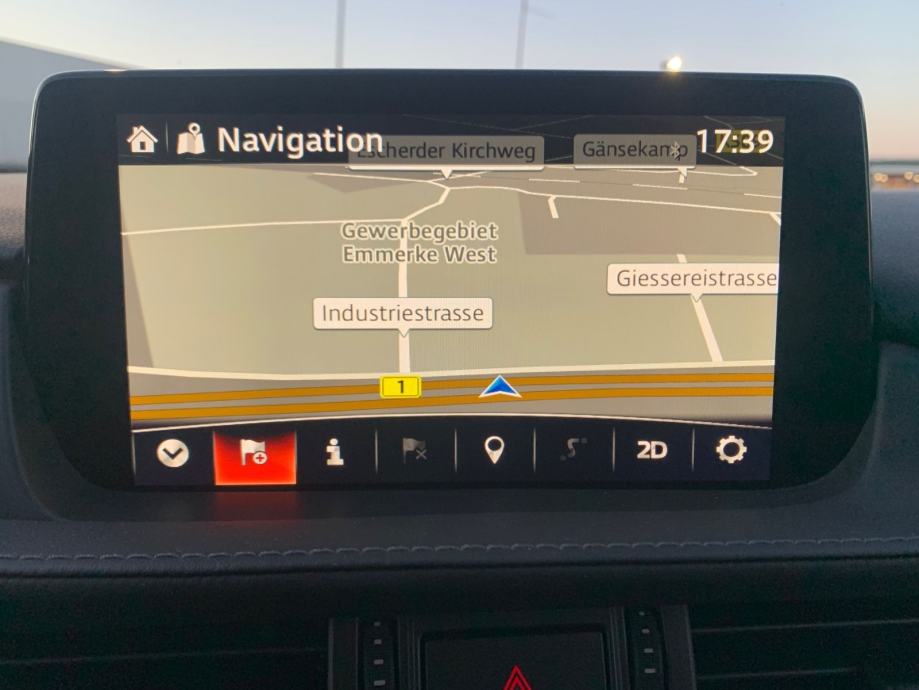 Navigation
Escherder Kirchweg
Gänsekamp
17:39
Gewerbegebiet
Emmerke West
Giessereistrasse
Industriestrasse
1
2D